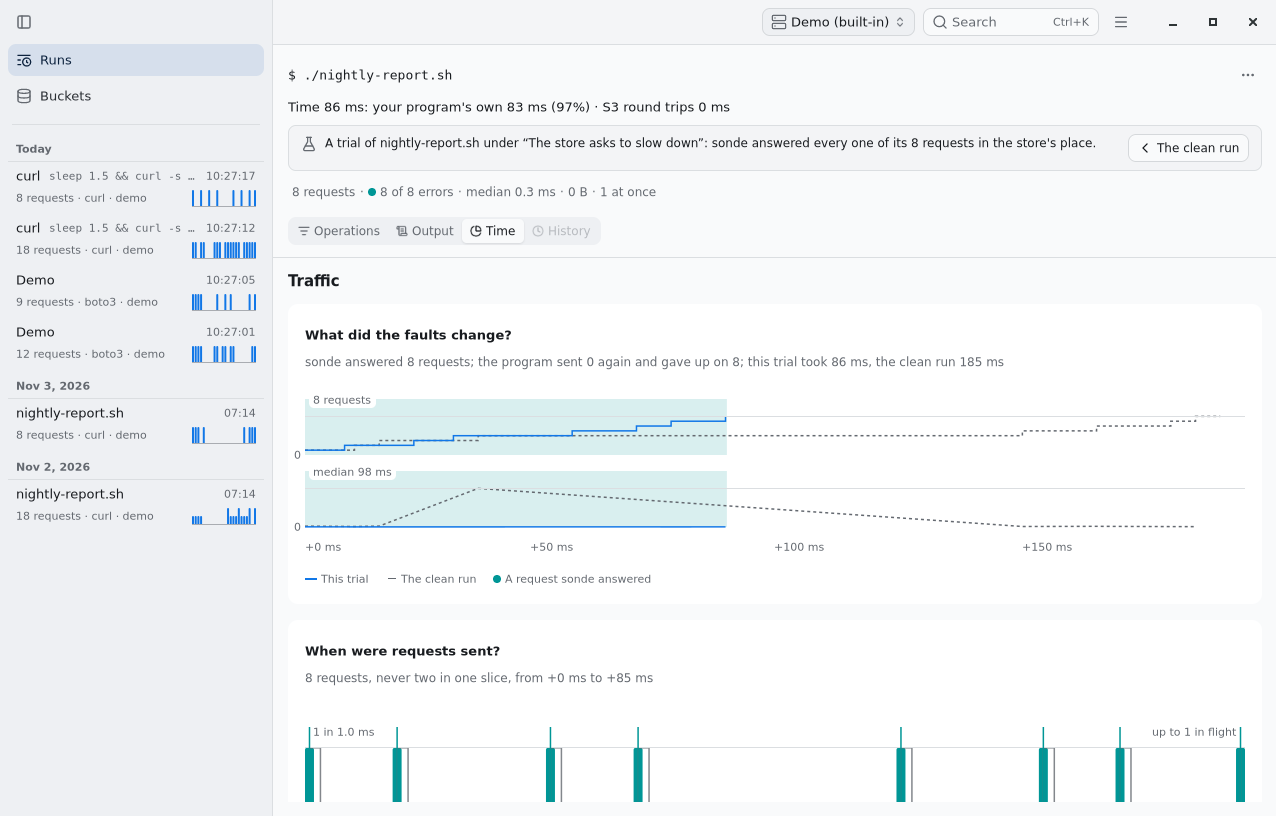 Demo (built-in)
Search
Ctrl+K
Runs
Buckets
Today
curl sleep 1.5 && curl -s … 10:27:17
8 requests · curl · demo
curl sleep 1.5 && curl -s … 10:27:12
18 requests · curl · demo
Demo 10:27:05
9 requests · boto3 · demo
Demo 10:27:01
12 requests · boto3 · demo
Nov 3, 2026
nightly-report.sh 07:14
8 requests · curl · demo
Nov 2, 2026
nightly-report.sh 07:14
18 requests · curl · demo
$ ./nightly-report.sh
Time 86 ms: your program's own 83 ms (97%) · S3 round trips 0 ms
A trial of nightly-report.sh under “The store asks to slow down”: sonde answered every one of its 8 requests in the store's place.
The clean run
8 requests · 8 of 8 errors · median 0.3 ms · 0 B · 1 at once
Operations
Output
Time
History
Traffic
What did the faults change?
sonde answered 8 requests; the program sent 0 again and gave up on 8; this trial took 86 ms, the clean run 185 ms
8 requests
0
median 98 ms
0
+0 ms +50 ms +100 ms +150 ms
This trial The clean run A request sonde answered
When were requests sent?
8 requests, never two in one slice, from +0 ms to +85 ms
1 in 1.0 ms
up to 1 in flight